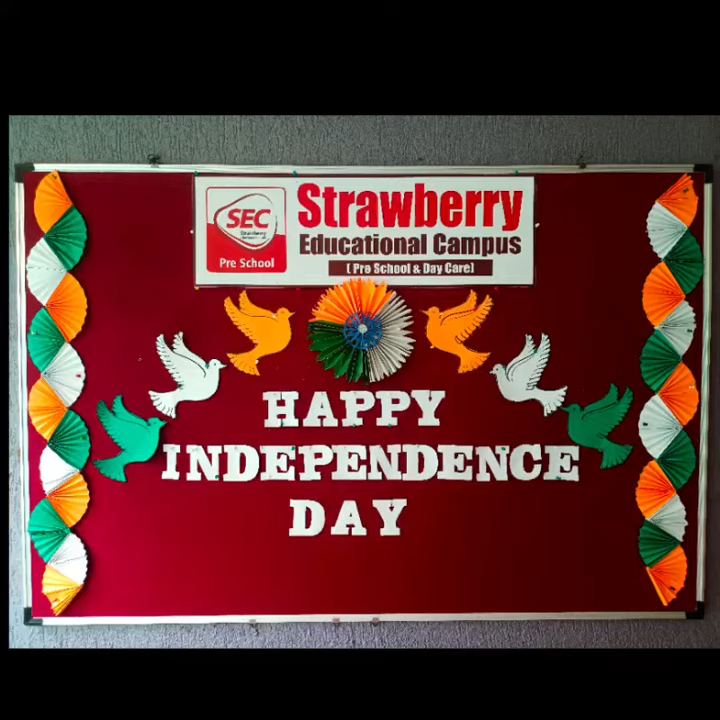 SEC
Pre School
Strawberry
Educational Campus
( Pre School & Day Care)
HAPPY
INDEPENDENCE
DAY